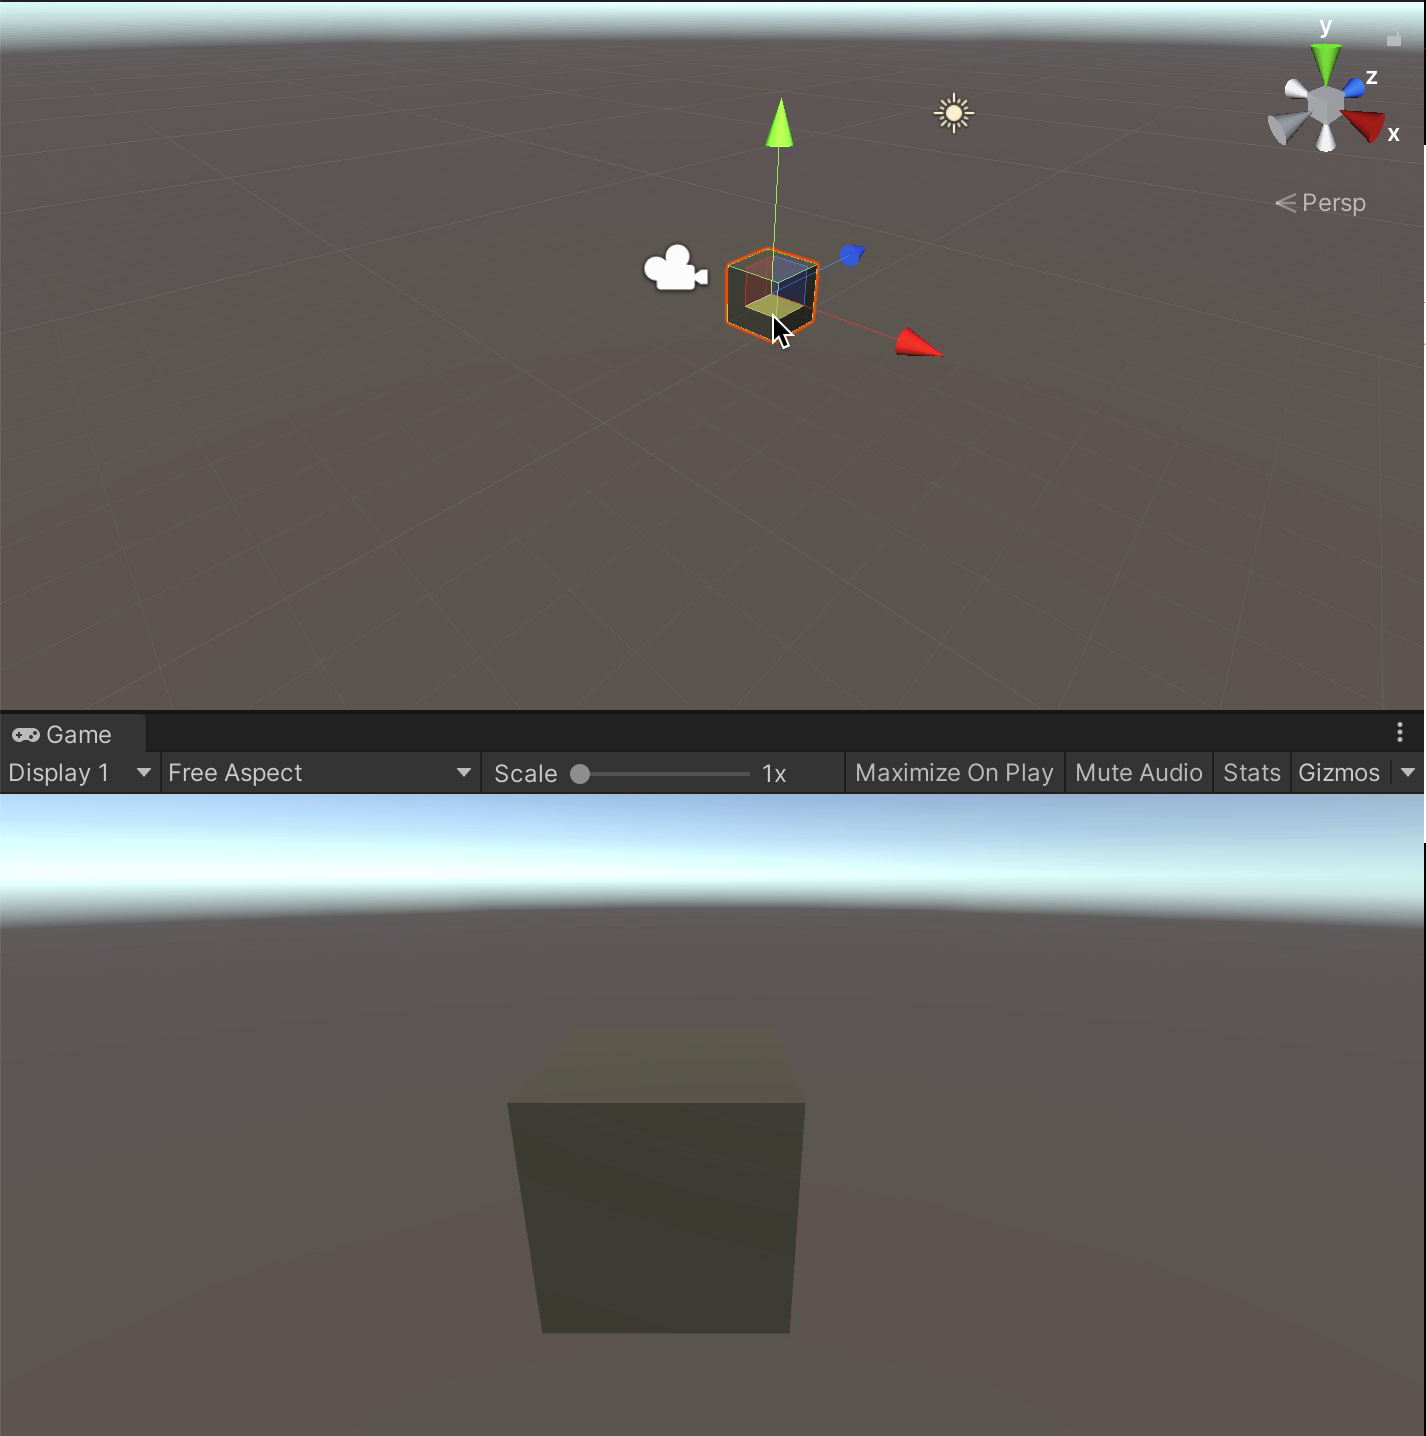 y
z
x
Persp
Game
Display 1 Free Aspect Scale 1x Maximize On Play Mute Audio Stats Gizmos